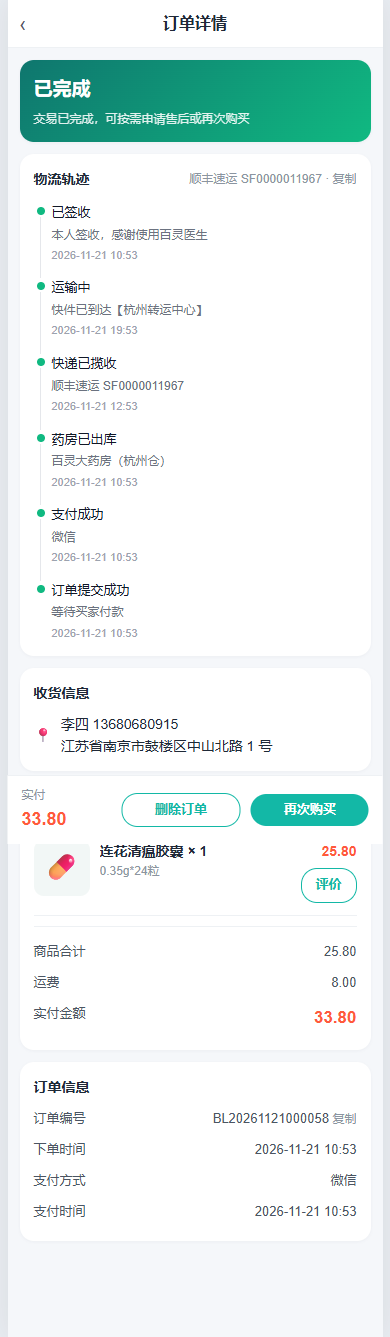 ‹ 订单详情
已完成
交易已完成，可按需申请售后或再次购买
物流轨迹 顺丰速运 SF0000011967 · 复制
已签收
本人签收，感谢使用百灵医生
2026-11-21 10:53
运输中
快件已到达【杭州转运中心】
2026-11-21 19:53
快递已揽收
顺丰速运 SF0000011967
2026-11-21 12:53
药房已出库
百灵大药房（杭州仓）
2026-11-21 10:53
支付成功
微信
2026-11-21 10:53
订单提交成功
等待买家付款
2026-11-21 10:53
收货信息
李四 13680680915
江苏省南京市鼓楼区中山北路 1 号
实付
33.80 删除订单 再次购买
连花清瘟胶囊 × 1 25.80
0.35g*24粒
评价
商品合计 25.80
运费 8.00
实付金额 33.80
订单信息
订单编号 BL20261121000058 复制
下单时间 2026-11-21 10:53
支付方式 微信
支付时间 2026-11-21 10:53